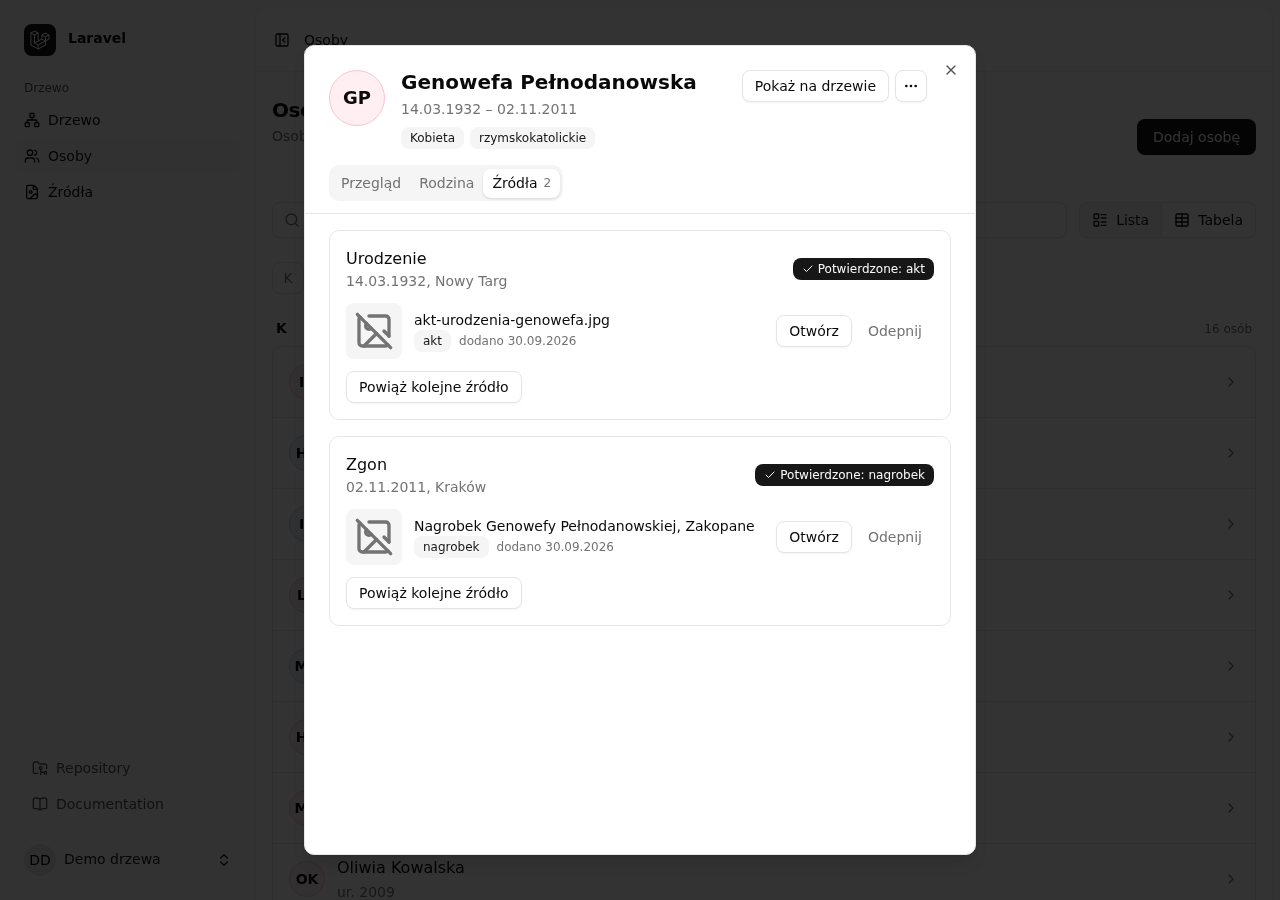 Laravel
Drzewo
Drzewo
Osoby
Źródła
Repository
Documentation
DD Demo drzewa
Osoby
Dodaj osobę
Lista Tabela
K
K
16 osób
OK Oliwia Kowalska
ur. 2009
GP
Genowefa Pełnodanowska
14.03.1932 – 02.11.2011
Kobieta rzymskokatolickie
Pokaż na drzewie
Przegląd Rodzina Źródła 2
Urodzenie
14.03.1932, Nowy Targ
Potwierdzone: akt
akt-urodzenia-genowefa.jpg
akt dodano 30.09.2026
Otwórz Odepnij
Powiąż kolejne źródło
Zgon
02.11.2011, Kraków
Potwierdzone: nagrobek
Nagrobek Genowefy Pełnodanowskiej, Zakopane
nagrobek dodano 30.09.2026
Otwórz Odepnij
Powiąż kolejne źródło